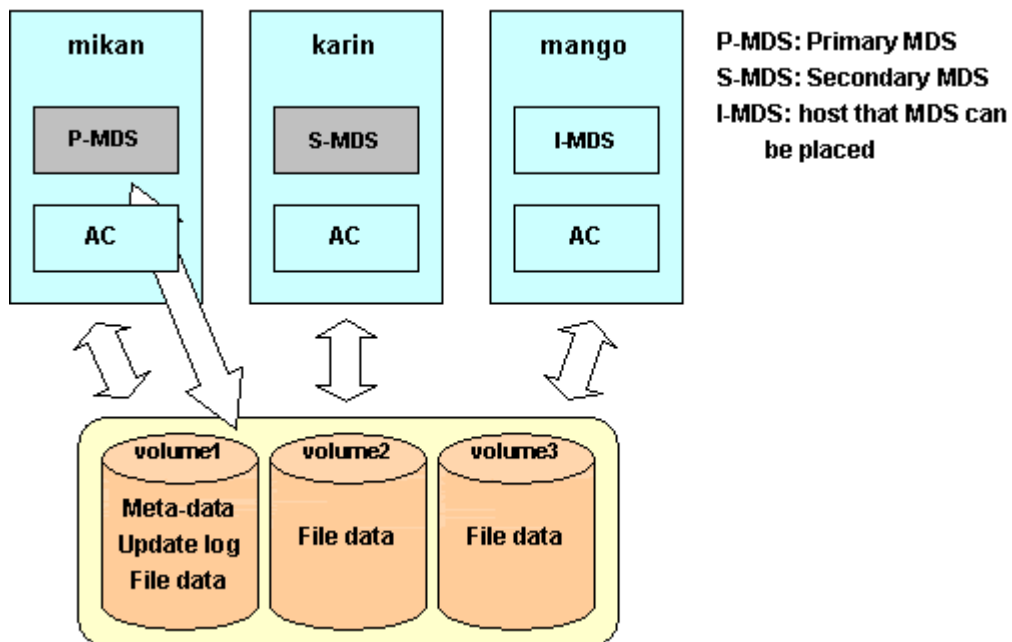 mikan
P-MDS
AC
karin
S-MDS
AC
mango
I-MDS
AC
P-MDS: Primary MDS
S-MDS: Secondary MDS
I-MDS: host that MDS can
be placed
volume1
Meta-data
Update log
File data
volume2
File data
volume3
File data